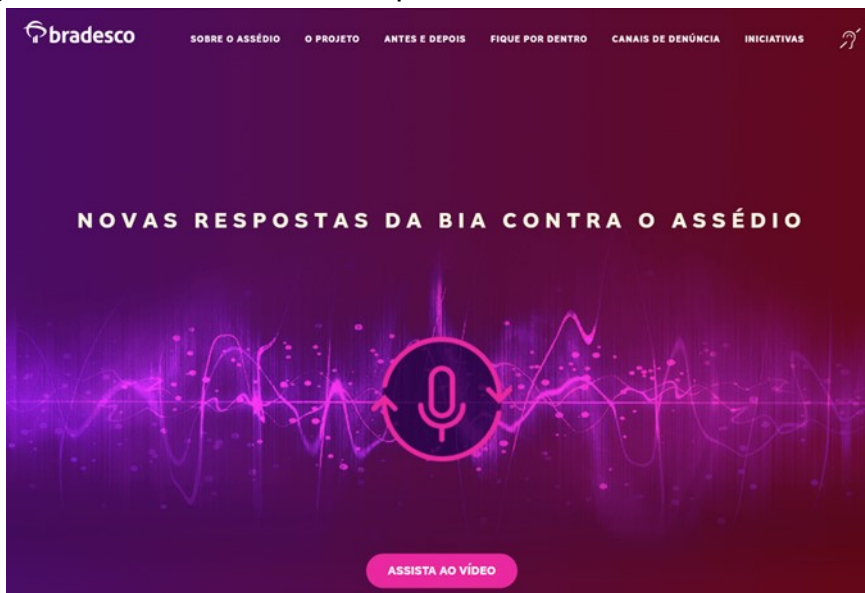 bradesco
SOBRE O ASSÉDIO O PROJETO ANTES E DEPOIS FIQUE POR DENTRO CANAIS DE DENÚNCIA INICIATIVAS
NOVAS RESPOSTAS DA BIA CONTRA O ASSÉDIO
ASSISTA AO VÍDEO